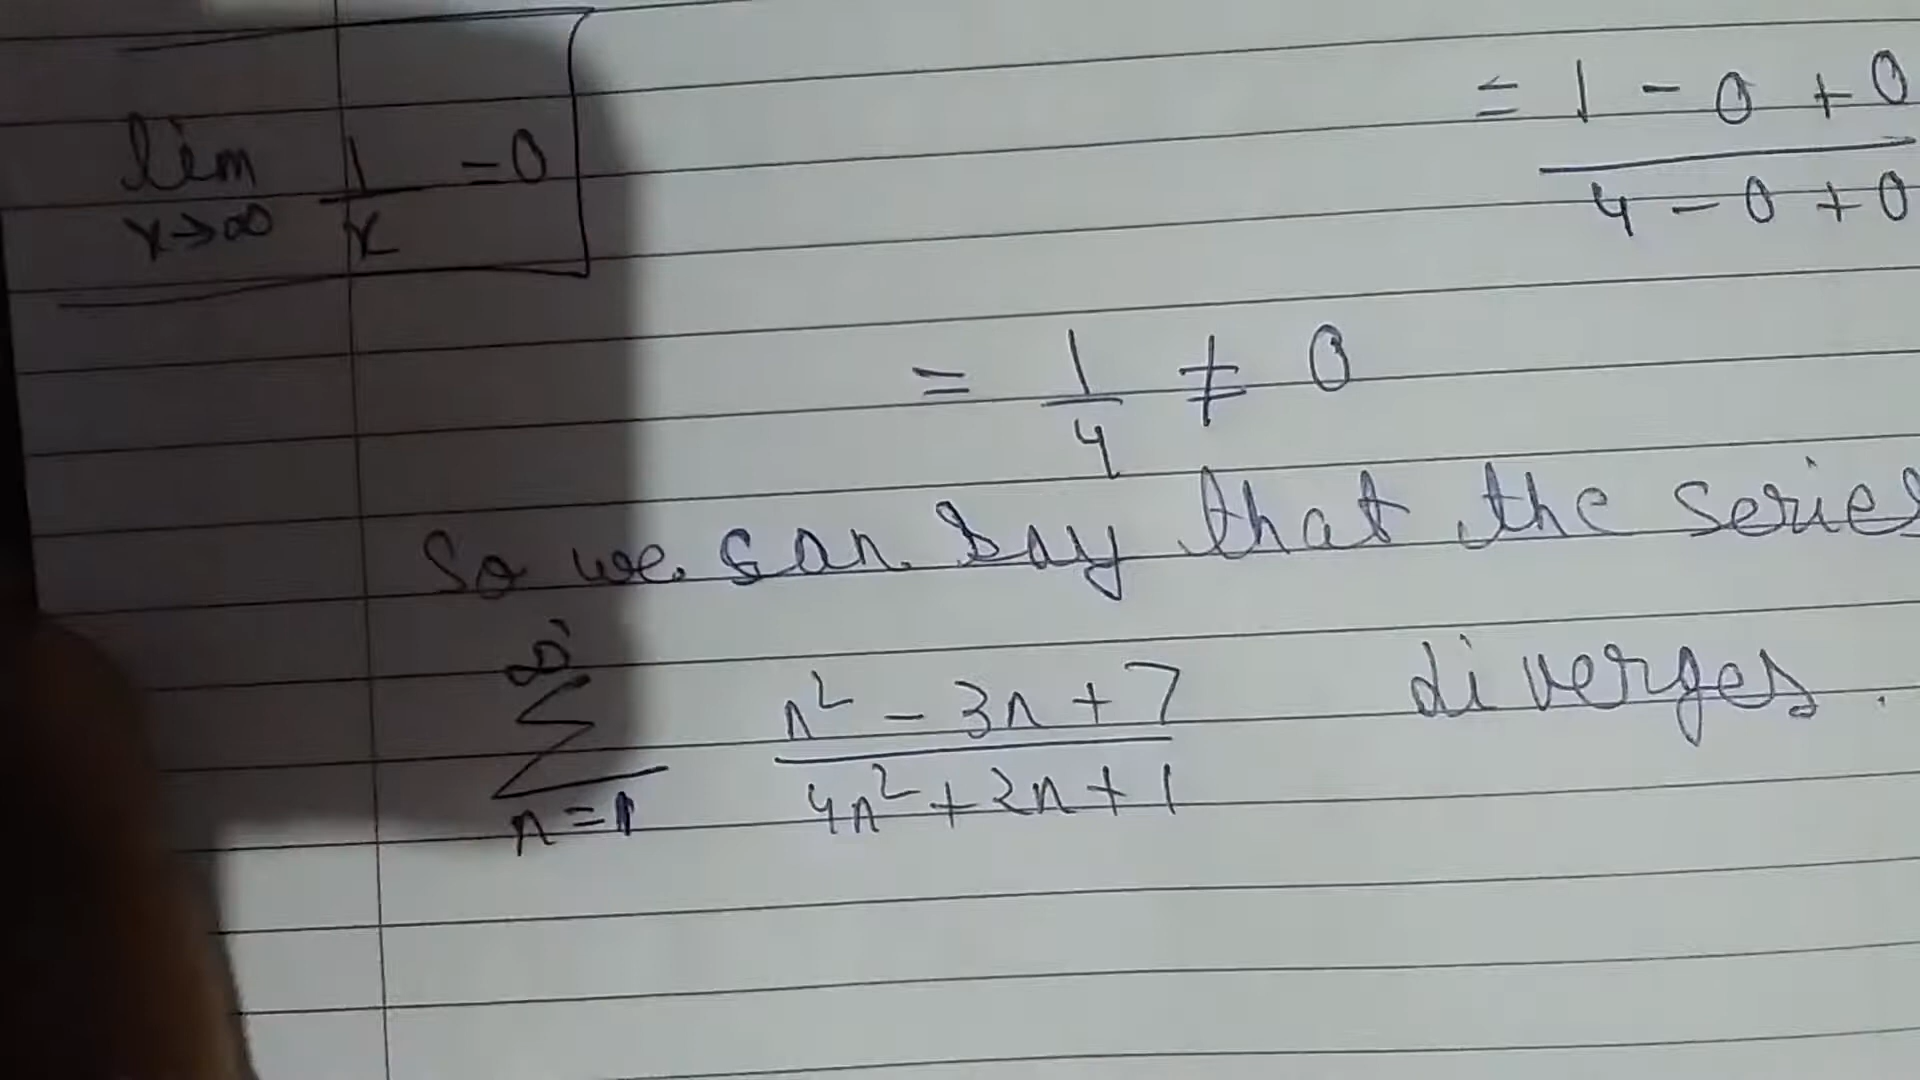 = 1 - 0 + 0 / 4 - 0 + 0
lim x→∞ 1/x = 0
= 1/4 ≠ 0
So we can say that the series
∞ Σ n=1 n² - 3n + 7 / 4n² + 2n + 1 diverges.